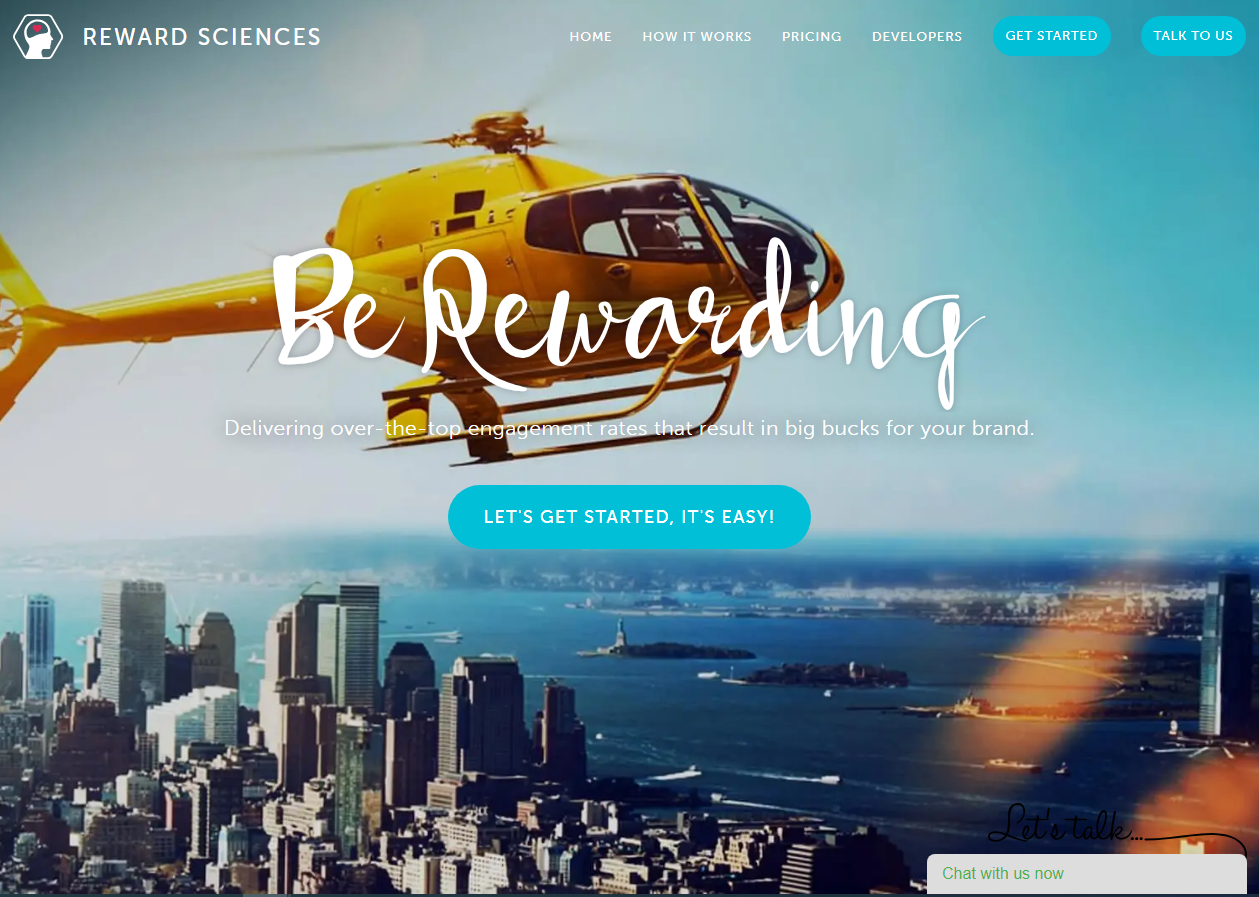 REWARD SCIENCES
HOME
HOW IT WORKS
PRICING
DEVELOPERS
GET STARTED
TALK TO US
Be Rewarding
Delivering over-the-top engagement rates that result in big bucks for your brand.
LET'S GET STARTED, IT'S EASY!
Let's talk...
Chat with us now